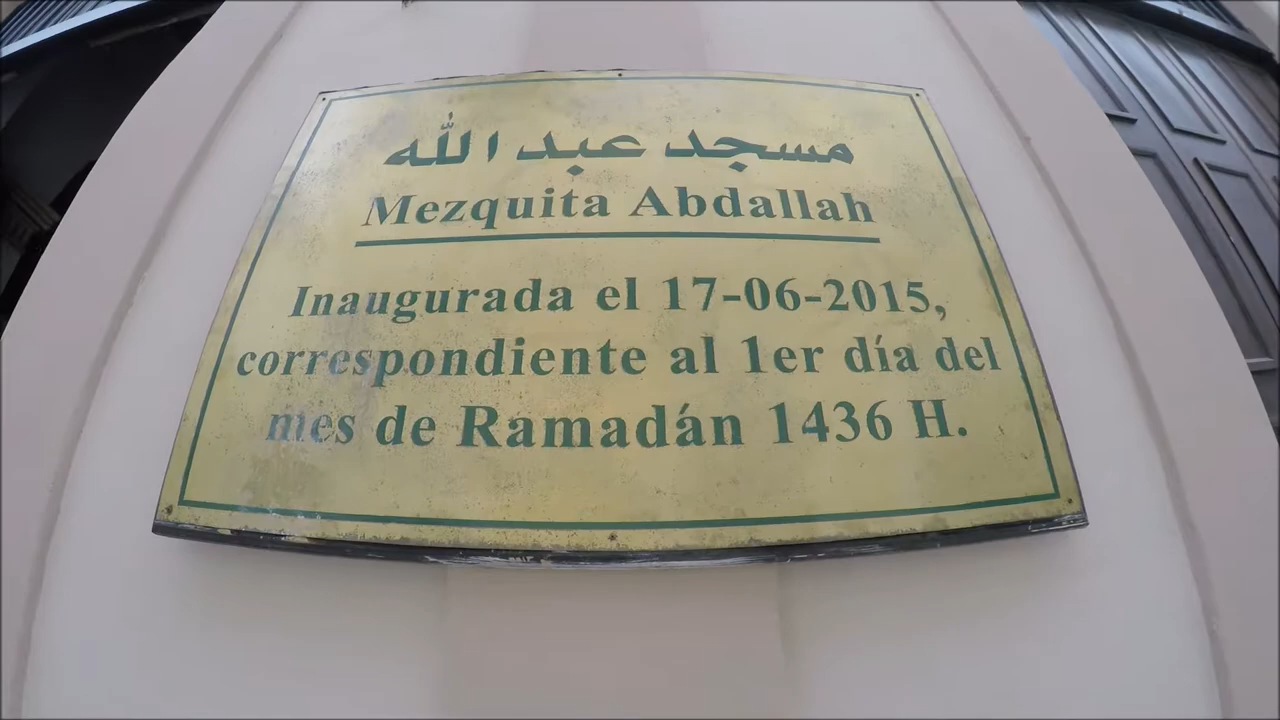 مسجد عبد الله
Mezquita Abdallah
Inaugurada el 17-06-2015,
correspondiente al 1er día del
mes de Ramadán 1436 H.